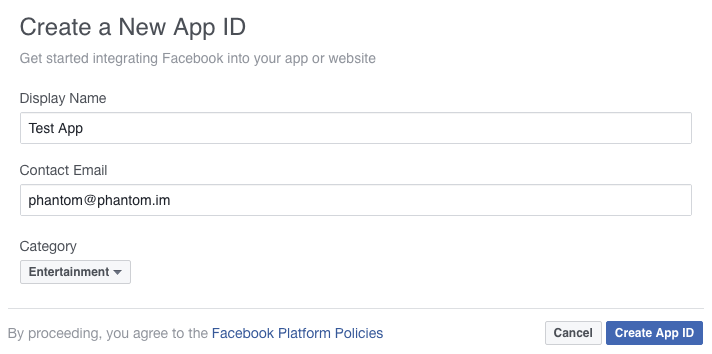 Create a New App ID
Get started integrating Facebook into your app or website
Display Name
Test App
Contact Email
phantom@phantom.im
Category
Entertainment
By proceeding, you agree to the Facebook Platform Policies
Cancel
Create App ID